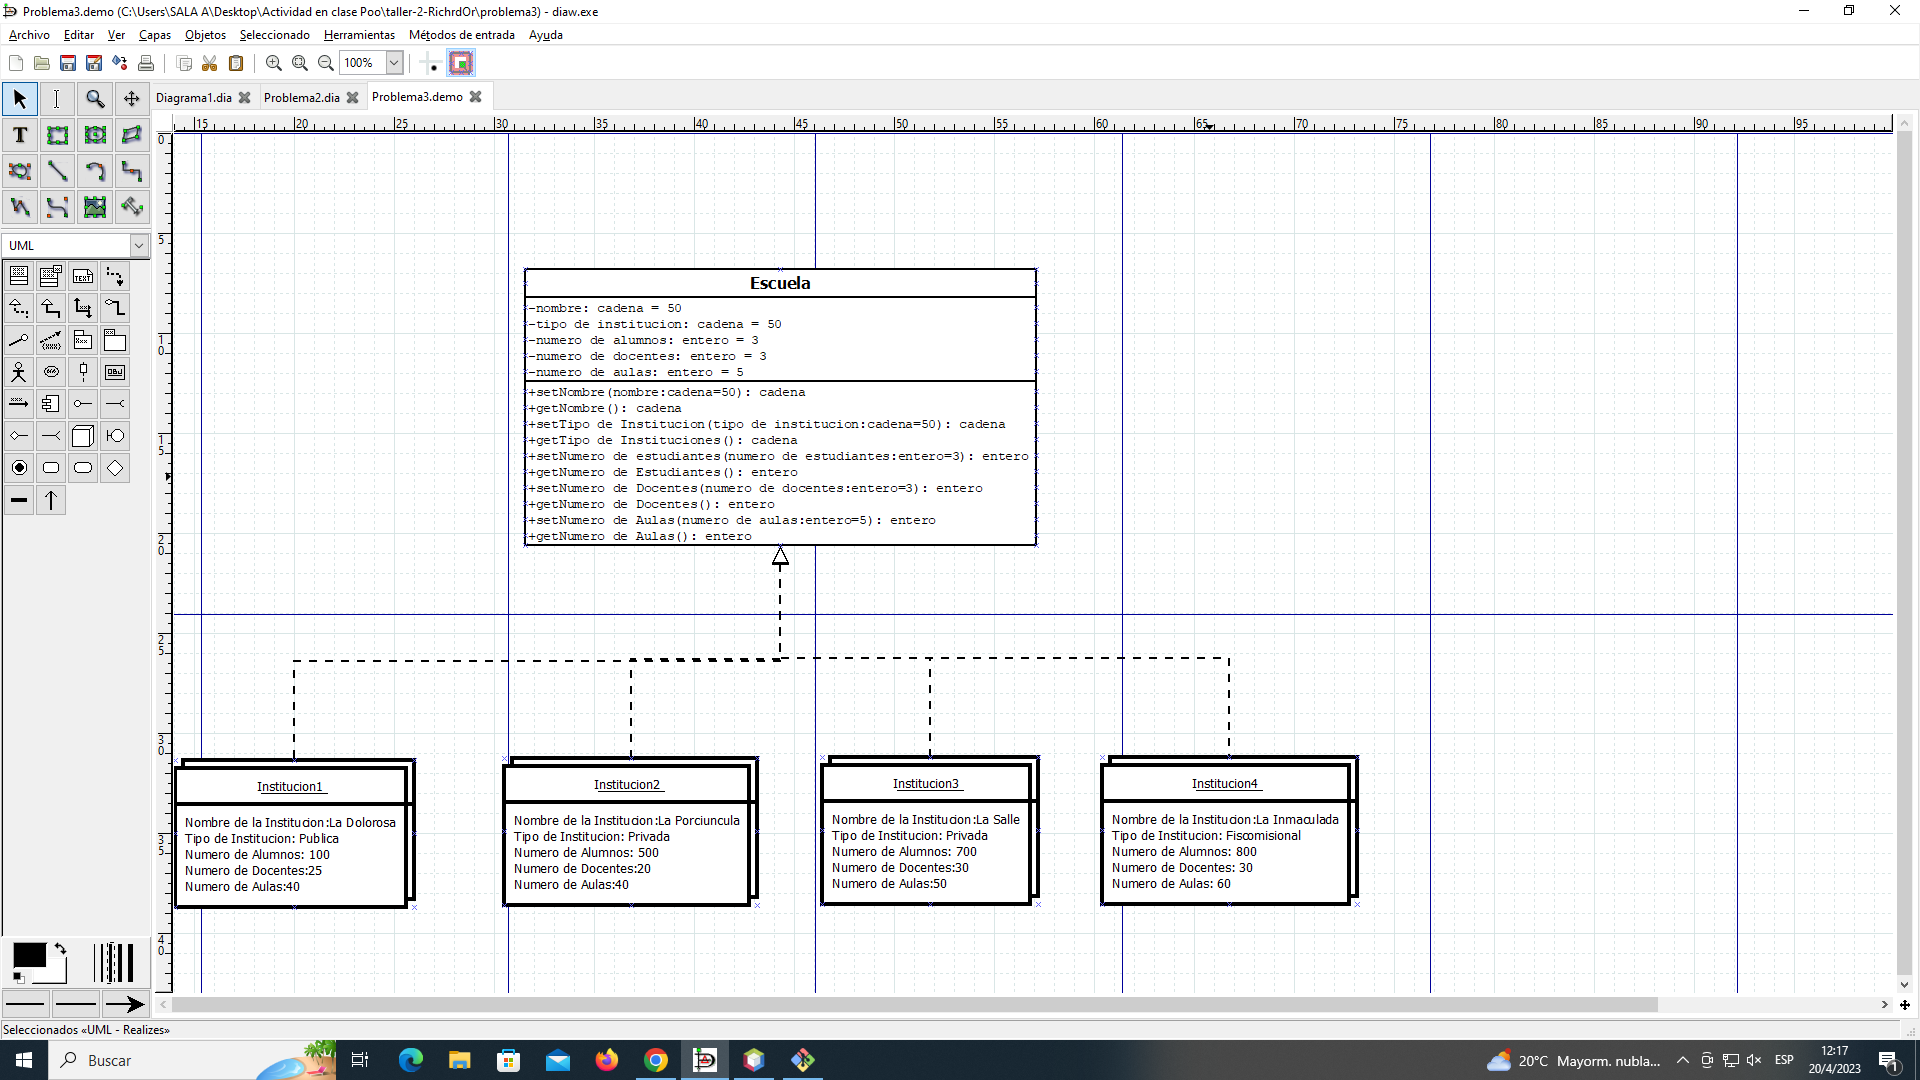 Problema3.demo (C:\Users\SALA A\Desktop\Actividad en clase Poo\taller-2-RichrdOr\problema3) - diaw.exe
Archivo Editar Ver Capas Objetos Seleccionado Herramientas Métodos de entrada Ayuda
100%
Diagrama1.dia Problema2.dia Problema3.demo
15 20 25 30 35 40 45 50 55 60 65 70 75 80 85 90 95
0
5
10
15
20
25
30
35
40
T
UML
TEXT
OBJ
Escuela
-nombre: cadena = 50
-tipo de institucion: cadena = 50
-numero de alumnos: entero = 3
-numero de docentes: entero = 3
-numero de aulas: entero = 5
+setNombre(nombre:cadena=50): cadena
+getNombre(): cadena
+setTipo de Institucion(tipo de institucion:cadena=50): cadena
+getTipo de Instituciones(): cadena
+setNumero de estudiantes(numero de estudiantes:entero=3): entero
+getNumero de Estudiantes(): entero
+setNumero de Docentes(numero de docentes:entero=3): entero
+getNumero de Docentes(): entero
+setNumero de Aulas(numero de aulas:entero=5): entero
+getNumero de Aulas(): entero
Institucion1
Nombre de la Institucion:La Dolorosa
Tipo de Institucion: Publica
Numero de Alumnos: 100
Numero de Docentes:25
Numero de Aulas:40
Institucion2
Nombre de la Institucion:La Porciuncula
Tipo de Institucion: Privada
Numero de Alumnos: 500
Numero de Docentes:20
Numero de Aulas:40
Institucion3
Nombre de la Institucion:La Salle
Tipo de Institucion: Privada
Numero de Alumnos: 700
Numero de Docentes:30
Numero de Aulas:50
Institucion4
Nombre de la Institucion:La Inmaculada
Tipo de Institucion: Fiscomisional
Numero de Alumnos: 800
Numero de Docentes: 30
Numero de Aulas: 60
Seleccionados «UML - Realizes»
Buscar
20°C Mayorm. nubla...
ESP
12:17
20/4/2023
1